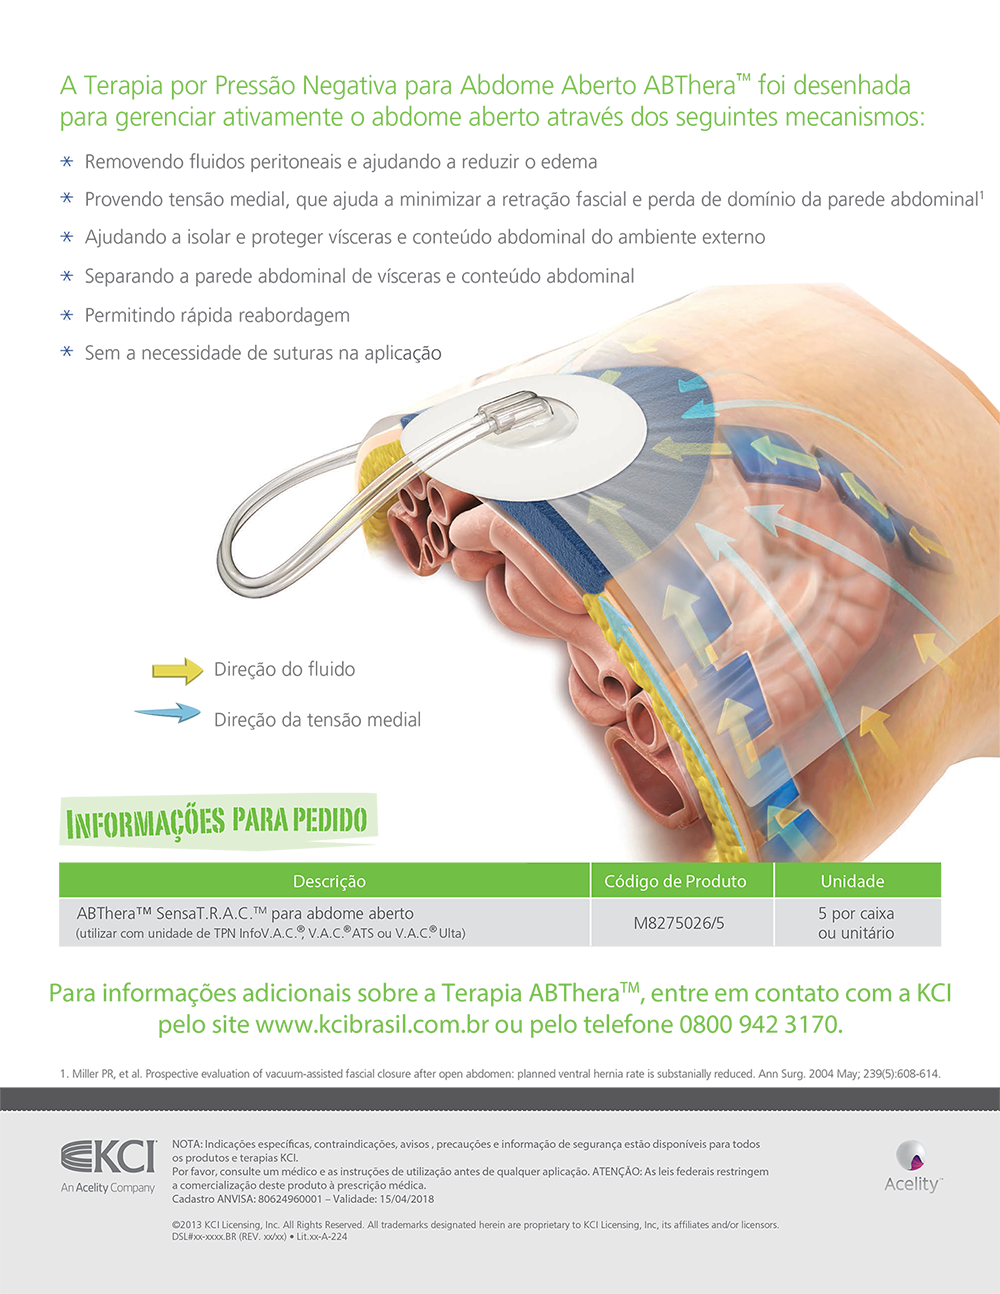 A Terapia por Pressão Negativa para Abdome Aberto ABThera™ foi desenhada
para gerenciar ativamente o abdome aberto através dos seguintes mecanismos:
* Removendo fluidos peritoneais e ajudando a reduzir o edema
* Provendo tensão medial, que ajuda a minimizar a retração fascial e perda de domínio da parede abdominal¹
* Ajudando a isolar e proteger vísceras e conteúdo abdominal do ambiente externo
* Separando a parede abdominal de vísceras e conteúdo abdominal
* Permitindo rápida reabordagem
* Sem a necessidade de suturas na aplicação
Direção do fluido
Direção da tensão medial
INFORMAÇÕES PARA PEDIDO
Descrição Código de Produto Unidade
ABThera™ SensaT.R.A.C.™ para abdome aberto
(utilizar com unidade de TPN InfoV.A.C.®, V.A.C.® ATS ou V.A.C.® Ulta)
M8275026/5
5 por caixa
ou unitário
Para informações adicionais sobre a Terapia ABThera™, entre em contato com a KCI
pelo site www.kcibrasil.com.br ou pelo telefone 0800 942 3170.
1. Miller PR, et al. Prospective evaluation of vacuum-assisted fascial closure after open abdomen: planned ventral hernia rate is substanially reduced. Ann Surg. 2004 May; 239(5):608-614.
KCI
An Acelity Company
NOTA: Indicações específicas, contraindicações, avisos , precauções e informação de segurança estão disponíveis para todos
os produtos e terapias KCI.
Por favor, consulte um médico e as instruções de utilização antes de qualquer aplicação. ATENÇÃO: As leis federais restringem
a comercialização deste produto à prescrição médica.
Cadastro ANVISA: 80624960001 – Validade: 15/04/2018
©2013 KCI Licensing, Inc. All Rights Reserved. All trademarks designated herein are proprietary to KCI Licensing, Inc, its affiliates and/or licensors.
DSL#xx-xxxx.BR (REV. xx/xx) • Lit.xx-A-224
Acelity™